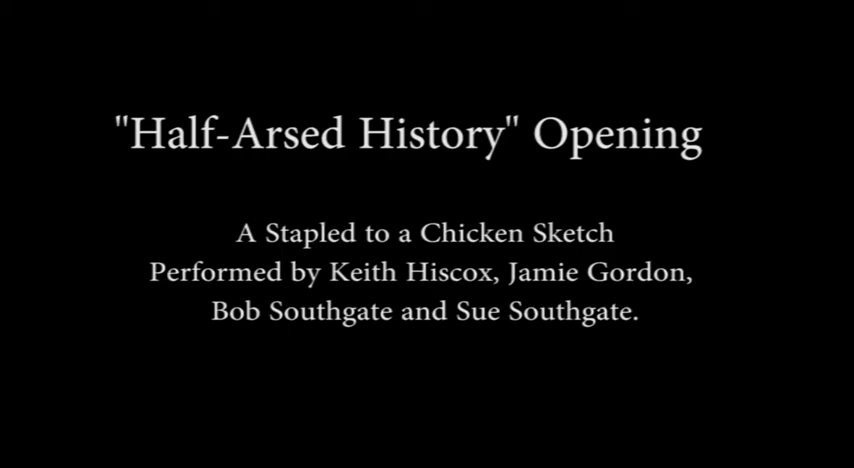 "Half-Arsed History" Opening
A Stapled to a Chicken Sketch
Performed by Keith Hiscox, Jamie Gordon,
Bob Southgate and Sue Southgate.